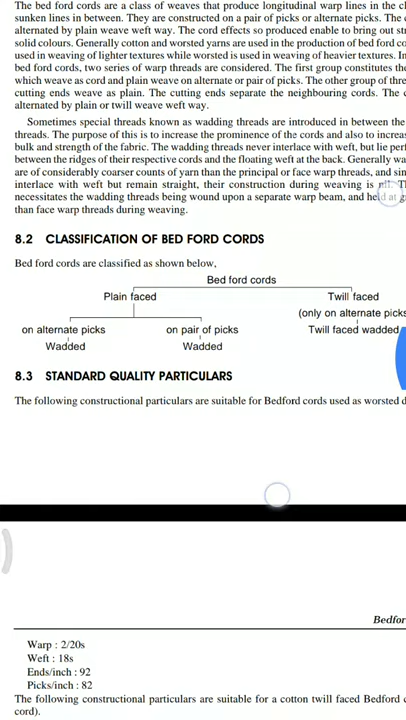 The bed ford cords are a class of weaves that produce longitudinal warp lines in the cl
sunken lines in between. They are constructed on a pair of picks or alternate picks. The
alternated by plain weave weft way. The cord effects so produced enable to bring out st
solid colours. Generally cotton and worsted yarns are used in the production of bed ford co
used in weaving of lighter textures while worsted is used in weaving of heavier textures. In
bed ford cords, two series of warp threads are considered. The first group constitutes the
which weave as cord and plain weave on alternate or pair of picks. The other group of thre
cutting ends weave as plain. The cutting ends separate the neighbouring cords. The c
alternated by plain or twill weave weft way.
Sometimes special threads known as wadding threads are introduced in between the
threads. The purpose of this is to increase the prominence of the cords and also to increas
bulk and strength of the fabric. The wadding threads never interlace with weft, but lie perf
between the ridges of their respective cords and the floating weft at the back. Generally wa
are of considerably coarser counts of yarn than the principal or face warp threads, and sin
interlace with weft but remain straight, their construction during weaving is nil. T
necessitates the wadding threads being wound upon a separate warp beam, and held at g
than face warp threads during weaving.
8.2 CLASSIFICATION OF BED FORD CORDS
Bed ford cords are classified as shown below,
Bed ford cords
Plain faced Twill faced
(only on alternate picks
on alternate picks on pair of picks Twill faced wadded
Wadded Wadded
8.3 STANDARD QUALITY PARTICULARS
The following constructional particulars are suitable for Bedford cords used as worsted d
Bedfor
Warp : 2/20s
Weft : 18s
Ends/inch : 92
Picks/inch : 82
The following constructional particulars are suitable for a cotton twill faced Bedford c
cord).